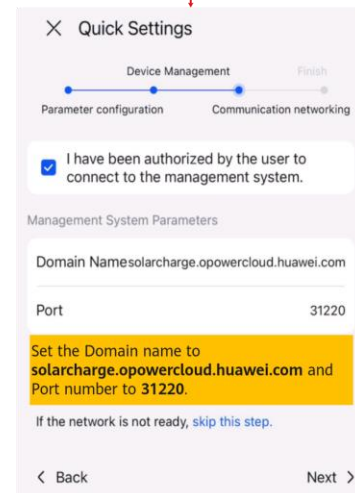 Quick Settings
Device Management
Finish
Parameter configuration
Communication networking
I have been authorized by the user to
connect to the management system.
Management System Parameters
Domain Name solarcharge.opowercloud.huawei.com
Port 31220
Set the Domain name to
solarcharge.opowercloud.huawei.com and
Port number to 31220.
If the network is not ready, skip this step.
< Back Next >